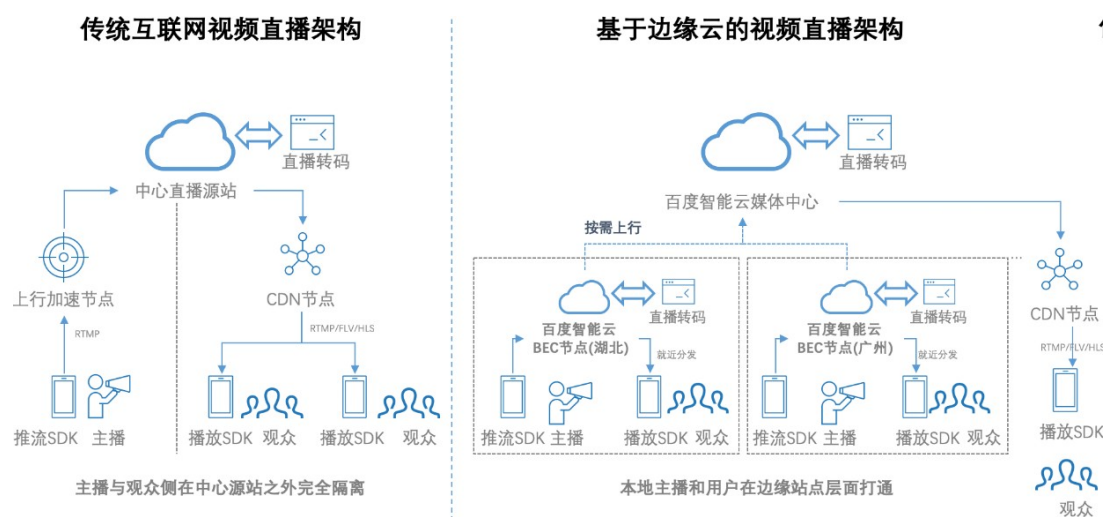 传统互联网视频直播架构
直播转码
中心直播源站
上行加速节点
CDN节点
RTMP
RTMP/FLV/HLS
推流SDK 主播
播放SDK 观众
播放SDK 观众
主播与观众侧在中心源站之外完全隔离
基于边缘云的视频直播架构
直播转码
百度智能云媒体中心
按需上行
直播转码
百度智能云
BEC节点(湖北)
就近分发
推流SDK 主播
播放SDK 观众
直播转码
百度智能云
BEC节点(广州)
就近分发
推流SDK 主播
播放SDK 观众
CDN节点
RTMP/FLV/HLS
播放SDK
观众
本地主播和用户在边缘站点层面打通